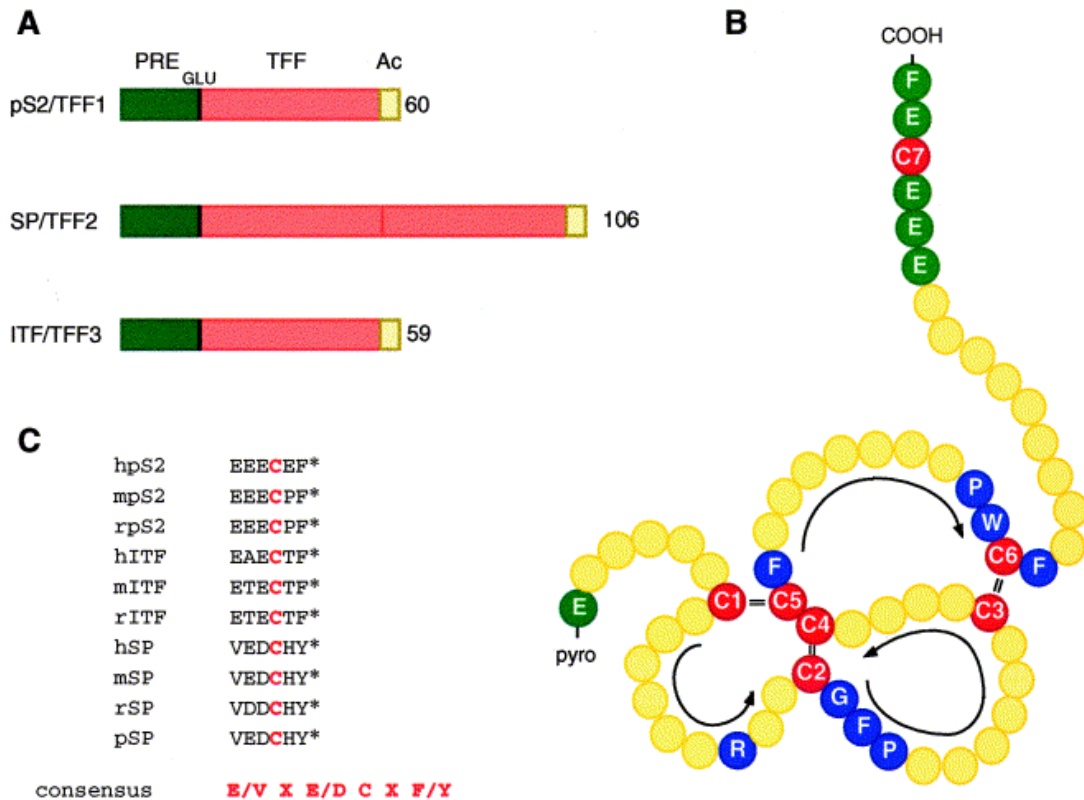 A
PRE TFF Ac
GLU
pS2/TFF1 60
SP/TFF2 106
ITF/TFF3 59
B
COOH
F
E
C7
E
E
E
P
W
C6 F
F
C1 = C5
C4 C3
E
pyro
C2
G
F
R P
C
hpS2 EEECEF*
mpS2 EEECPF*
rpS2 EEECPF*
hITF EAECTF*
mITF ETECTF*
rITF ETECTF*
hSP VEDCHY*
mSP VEDCHY*
rSP VDDCHY*
pSP VEDCHY*
consensus E/V X E/D C X F/Y